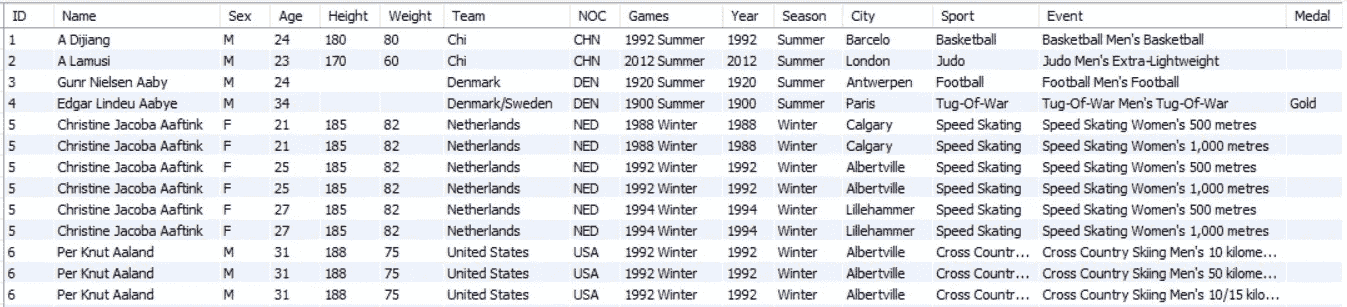 ID Name Sex Age Height Weight Team NOC Games Year Season City Sport Event Medal
1 A Dijiang M 24 180 80 Chi CHN 1992 Summer 1992 Summer Barcelo Basketball Basketball Men's Basketball
2 A Lamusi M 23 170 60 Chi CHN 2012 Summer 2012 Summer London Judo Judo Men's Extra-Lightweight
3 Gunr Nielsen Aaby M 24 Denmark DEN 1920 Summer 1920 Summer Antwerpen Football Football Men's Football
4 Edgar Lindeu Aabye M 34 Denmark/Sweden DEN 1900 Summer 1900 Summer Paris Tug-Of-War Tug-Of-War Men's Tug-Of-War Gold
5 Christine Jacoba Aaftink F 21 185 82 Netherlands NED 1988 Winter 1988 Winter Calgary Speed Skating Speed Skating Women's 500 metres
5 Christine Jacoba Aaftink F 21 185 82 Netherlands NED 1988 Winter 1988 Winter Calgary Speed Skating Speed Skating Women's 1,000 metres
5 Christine Jacoba Aaftink F 25 185 82 Netherlands NED 1992 Winter 1992 Winter Albertville Speed Skating Speed Skating Women's 500 metres
5 Christine Jacoba Aaftink F 25 185 82 Netherlands NED 1992 Winter 1992 Winter Albertville Speed Skating Speed Skating Women's 1,000 metres
5 Christine Jacoba Aaftink F 27 185 82 Netherlands NED 1994 Winter 1994 Winter Lillehammer Speed Skating Speed Skating Women's 500 metres
5 Christine Jacoba Aaftink F 27 185 82 Netherlands NED 1994 Winter 1994 Winter Lillehammer Speed Skating Speed Skating Women's 1,000 metres
6 Per Knut Aaland M 31 188 75 United States USA 1992 Winter 1992 Winter Albertville Cross Countr... Cross Country Skiing Men's 10 kilome...
6 Per Knut Aaland M 31 188 75 United States USA 1992 Winter 1992 Winter Albertville Cross Countr... Cross Country Skiing Men's 50 kilome...
6 Per Knut Aaland M 31 188 75 United States USA 1992 Winter 1992 Winter Albertville Cross Countr... Cross Country Skiing Men's 10/15 kilo...